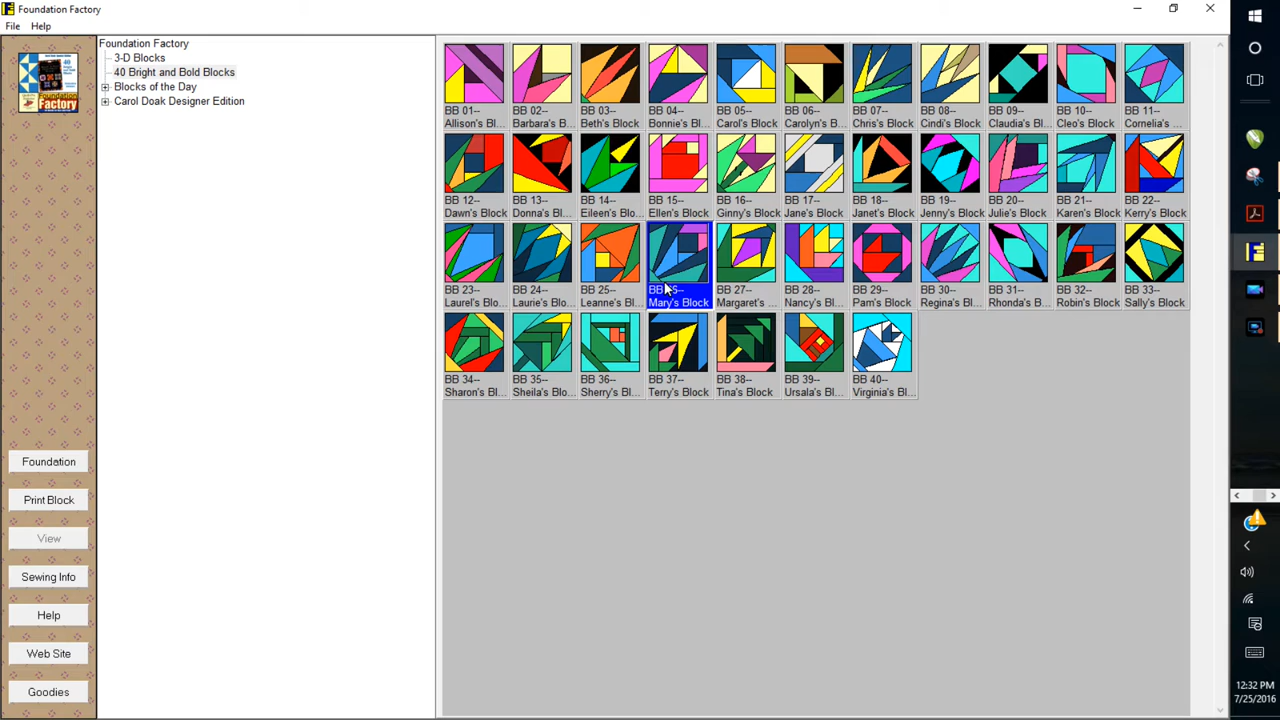 Foundation Factory
File Help
Foundation Factory
3-D Blocks
40 Bright and Bold Blocks
Blocks of the Day
Carol Doak Designer Edition
Foundation
Print Block
View
Sewing Info
Help
Web Site
Goodies
BB 01-- BB 02-- BB 03-- BB 04-- BB 05-- BB 06-- BB 07-- BB 08-- BB 09-- BB 10-- BB 11--
Allison's Bl... Barbara's B... Beth's Block Bonnie's Bl... Carol's Block Carolyn's B... Chris's Block Cindi's Block Claudia's Bl... Cleo's Block Cornelia's ...
BB 12-- BB 13-- BB 14-- BB 15-- BB 16-- BB 17-- BB 18-- BB 19-- BB 20-- BB 21-- BB 22--
Dawn's Block Donna's Bl... Eileen's Blo... Ellen's Block Ginny's Block Jane's Block Janet's Block Jenny's Block Julie's Block Karen's Block Kerry's Block
BB 23-- BB 24-- BB 25-- BB BB 27-- BB 28-- BB 29-- BB 30-- BB 31-- BB 32-- BB 33--
Laurel's Blo... Laurie's Blo... Leanne's Bl... Mary's Block Margaret's ... Nancy's Bl... Pam's Block Regina's Bl... Rhonda's B... Robin's Block Sally's Block
BB 34-- BB 35-- BB 36-- BB 37-- BB 38-- BB 39-- BB 40--
Sharon's Bl... Sheila's Blo... Sherry's Bl... Terry's Block Tina's Block Ursala's Bl... Virginia's Bl...
12:32 PM
7/25/2016